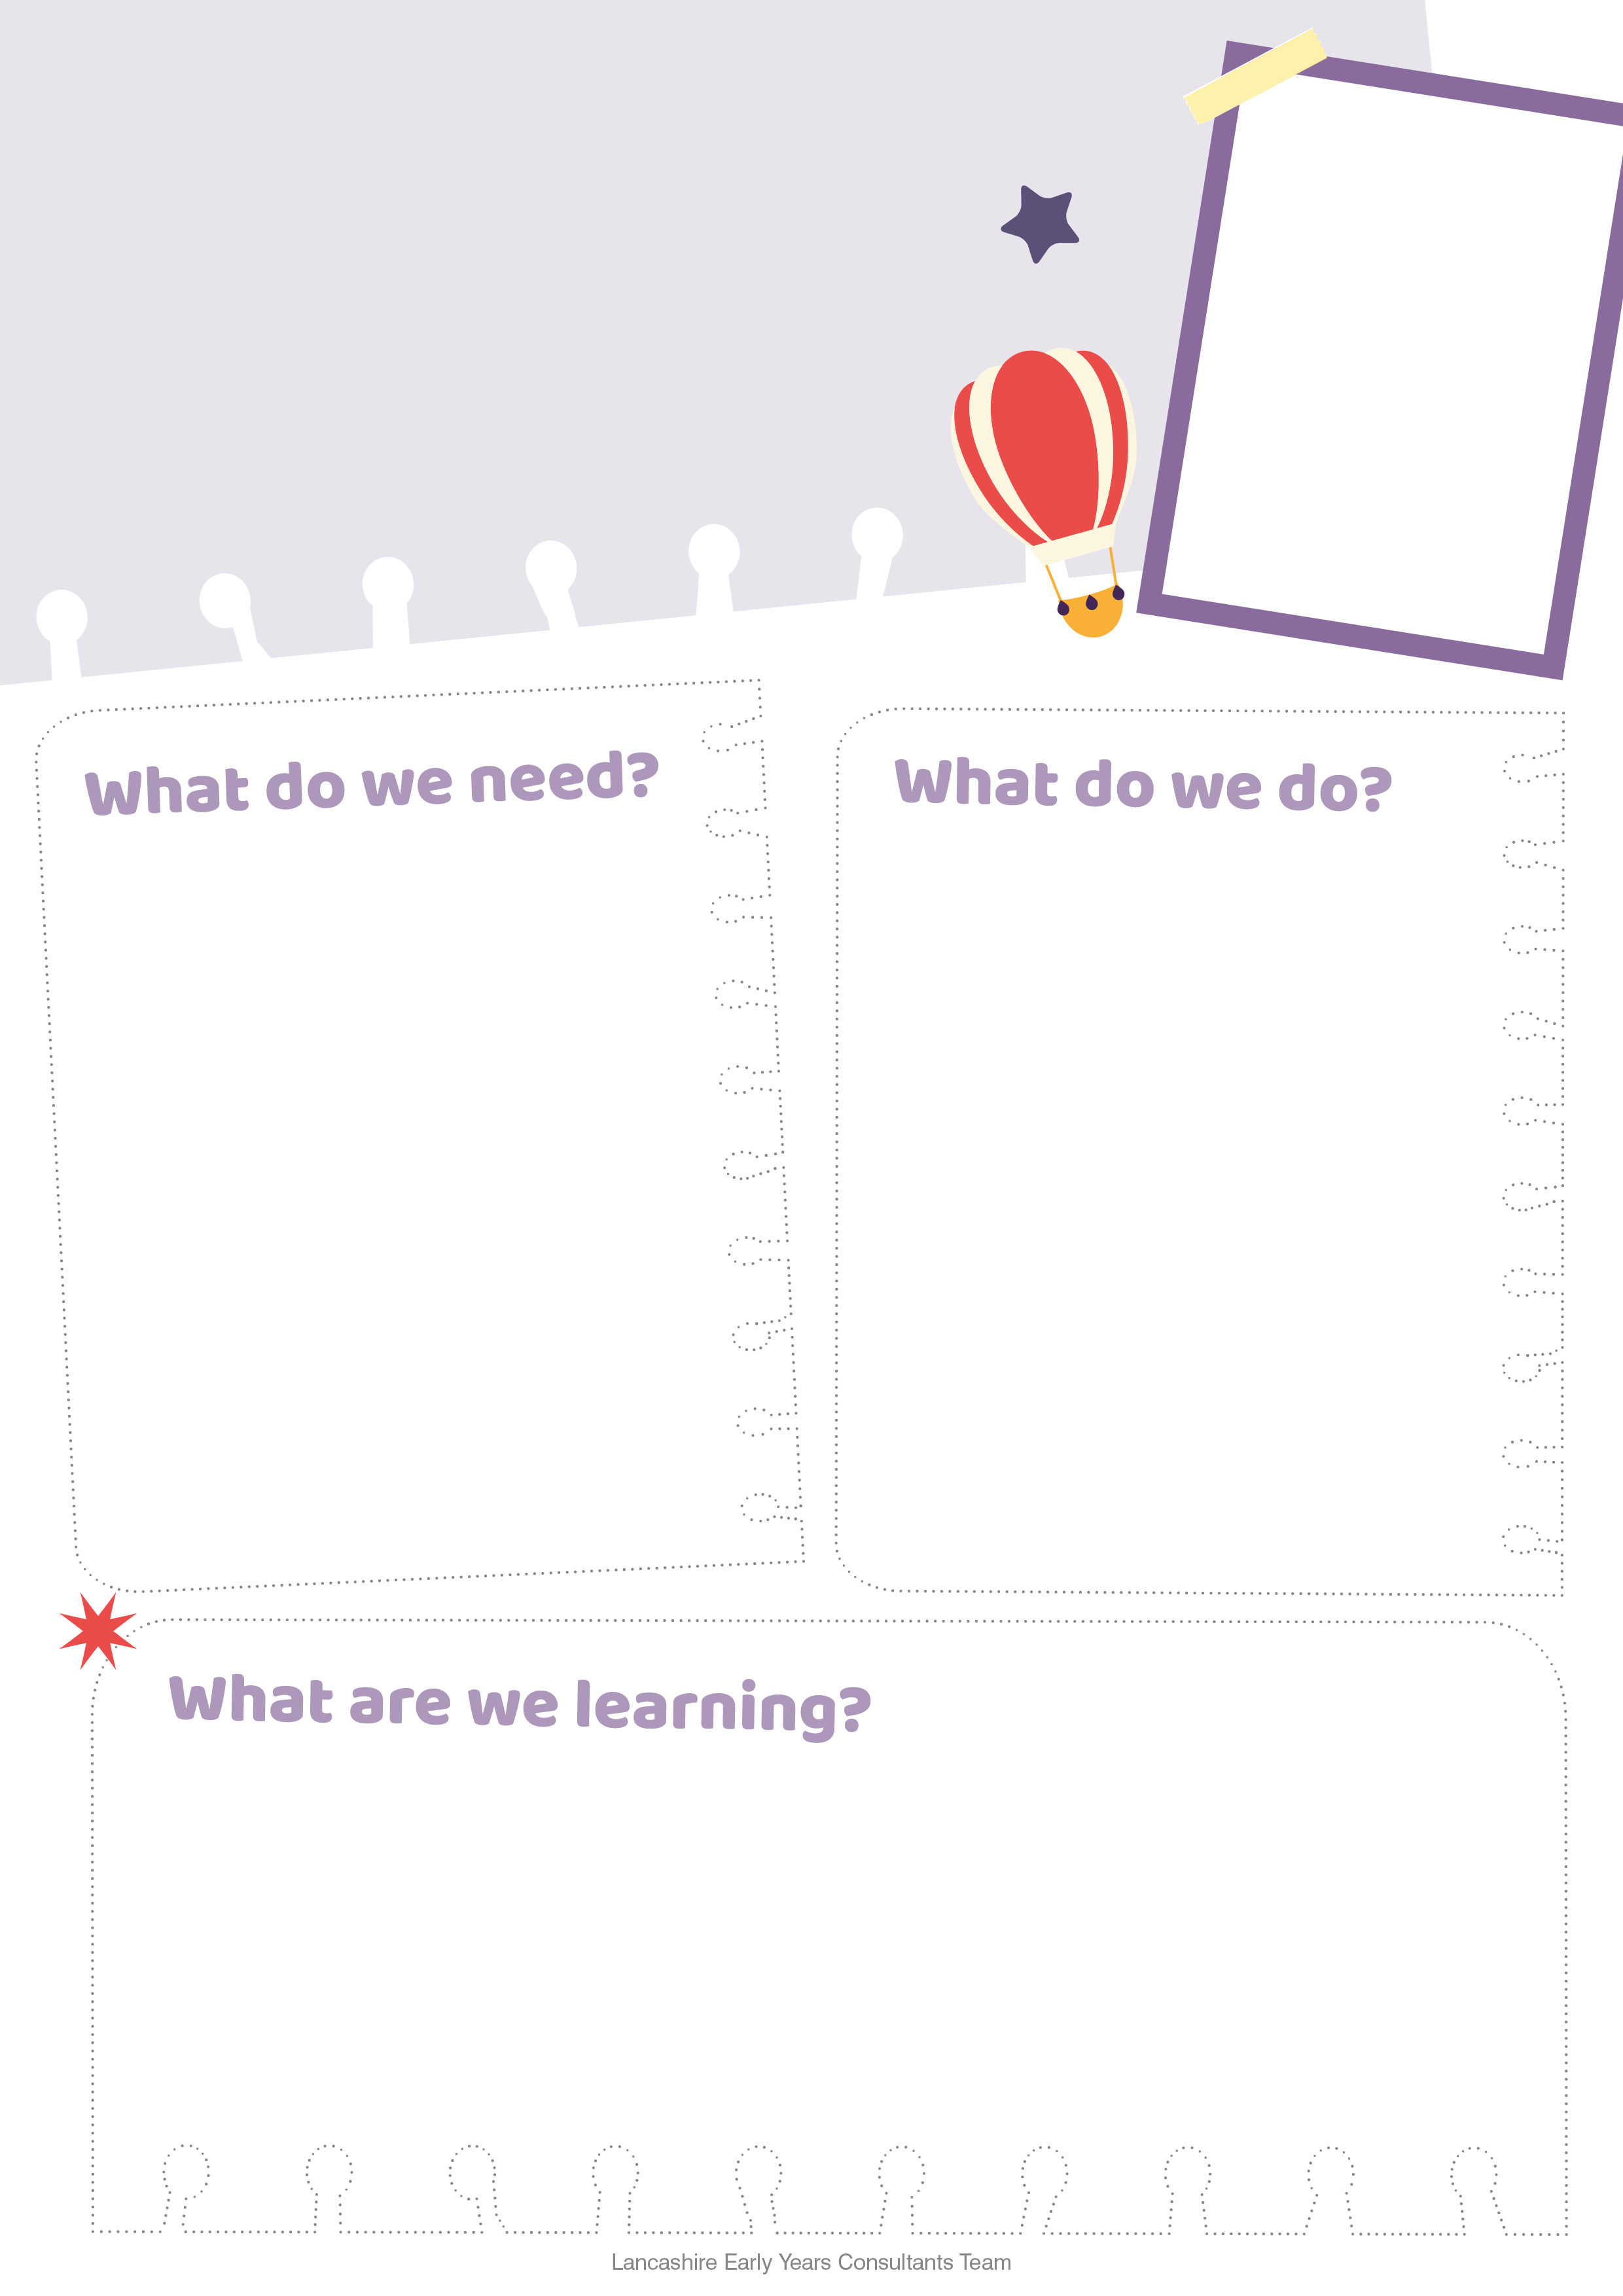 What do we need?
What do we do?
What are we learning?
Lancashire Early Years Consultants Team